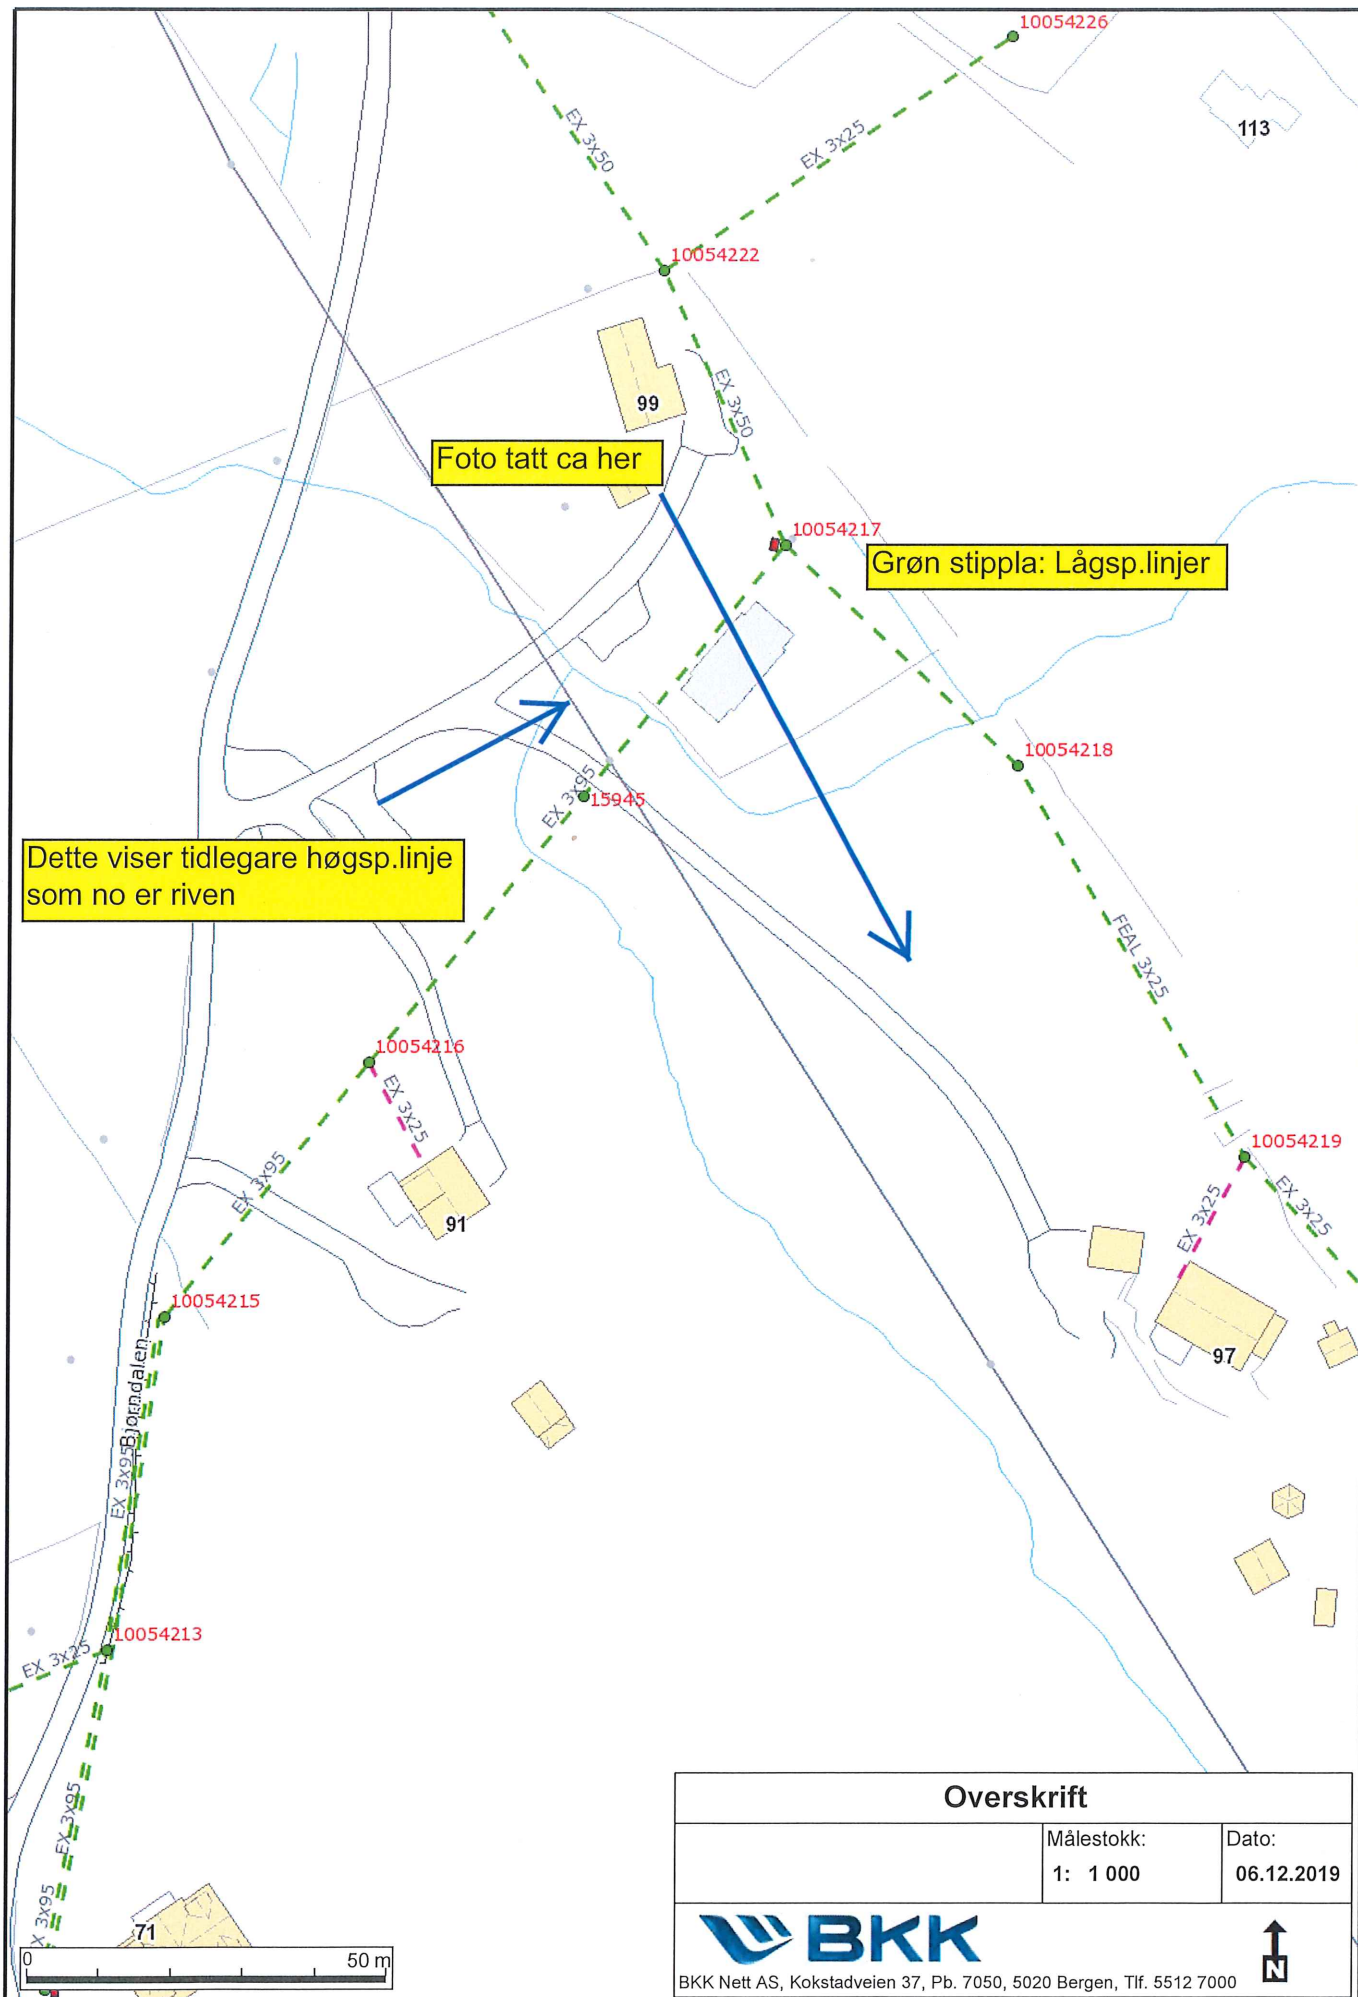 10054226
113
EX 3x50
EX 3x25
10054222
99
EX 3x50
Foto tatt ca her
10054217
Grøn stippla: Lågsp.linjer
10054218
EX 3x95
15945
Dette viser tidlegare høgsp.linje
som no er riven
FEAL 3x25
10054216
EX 3x25
10054219
EX 3x95
EX 3x25
EX 3x25
91
10054215
97
Bjørndalen
EX 3x95
10054213
EX 3x25
EX 3x95
X 3x95
71
0 50 m
Overskrift
Målestokk:
1: 1 000
Dato:
06.12.2019
BKK
N
BKK Nett AS, Kokstadveien 37, Pb. 7050, 5020 Bergen, Tlf. 5512 7000